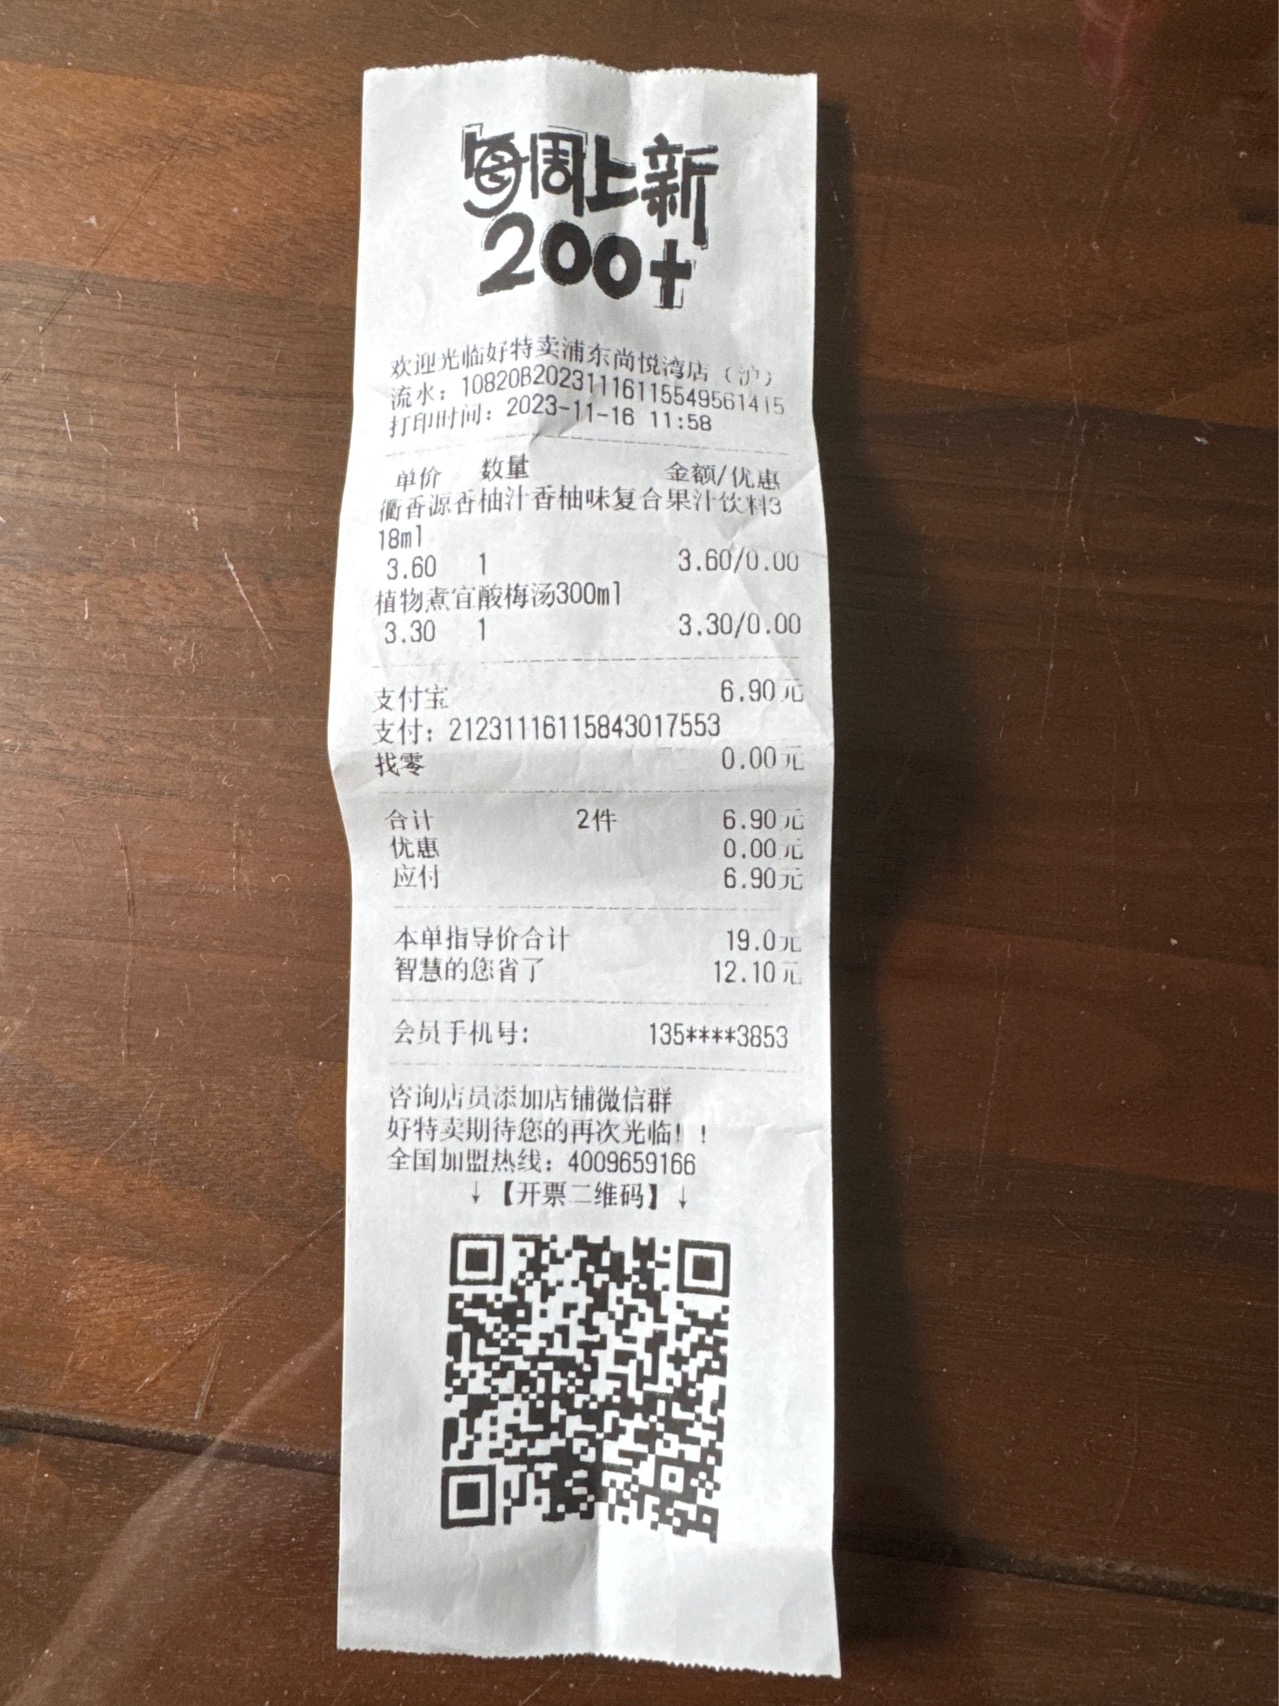 每周上新
200+
欢迎光临好特卖浦东尚悦湾店（沪）
流水：10820B20231116115549561415
打印时间：2023-11-16 11:58
单价 数量 金额/优惠
衢香源香柚汁香柚味复合果汁饮料3
18ml
3.60 1 3.60/0.00
植物煮宜酸梅汤300ml
3.30 1 3.30/0.00
支付宝 6.90元
支付：21231116115843017553
找零 0.00元
合计 2件 6.90元
优惠 0.00元
应付 6.90元
本单指导价合计 19.0元
智慧的您省了 12.10元
会员手机号： 135****3853
咨询店员添加店铺微信群
好特卖期待您的再次光临！！
全国加盟热线：4009659166
↓【开票二维码】↓